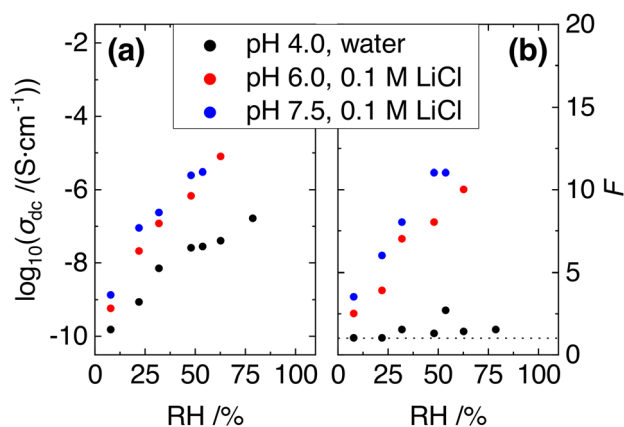 (a)
pH 4.0, water
pH 6.0, 0.1 M LiCl
pH 7.5, 0.1 M LiCl
(b)
log₁₀(σ_dc /(S·cm⁻¹))
-2
-4
-6
-8
-10
0 25 50 75 100
RH /%
0 25 50 75 100
RH /%
20
15
10
5
0
F